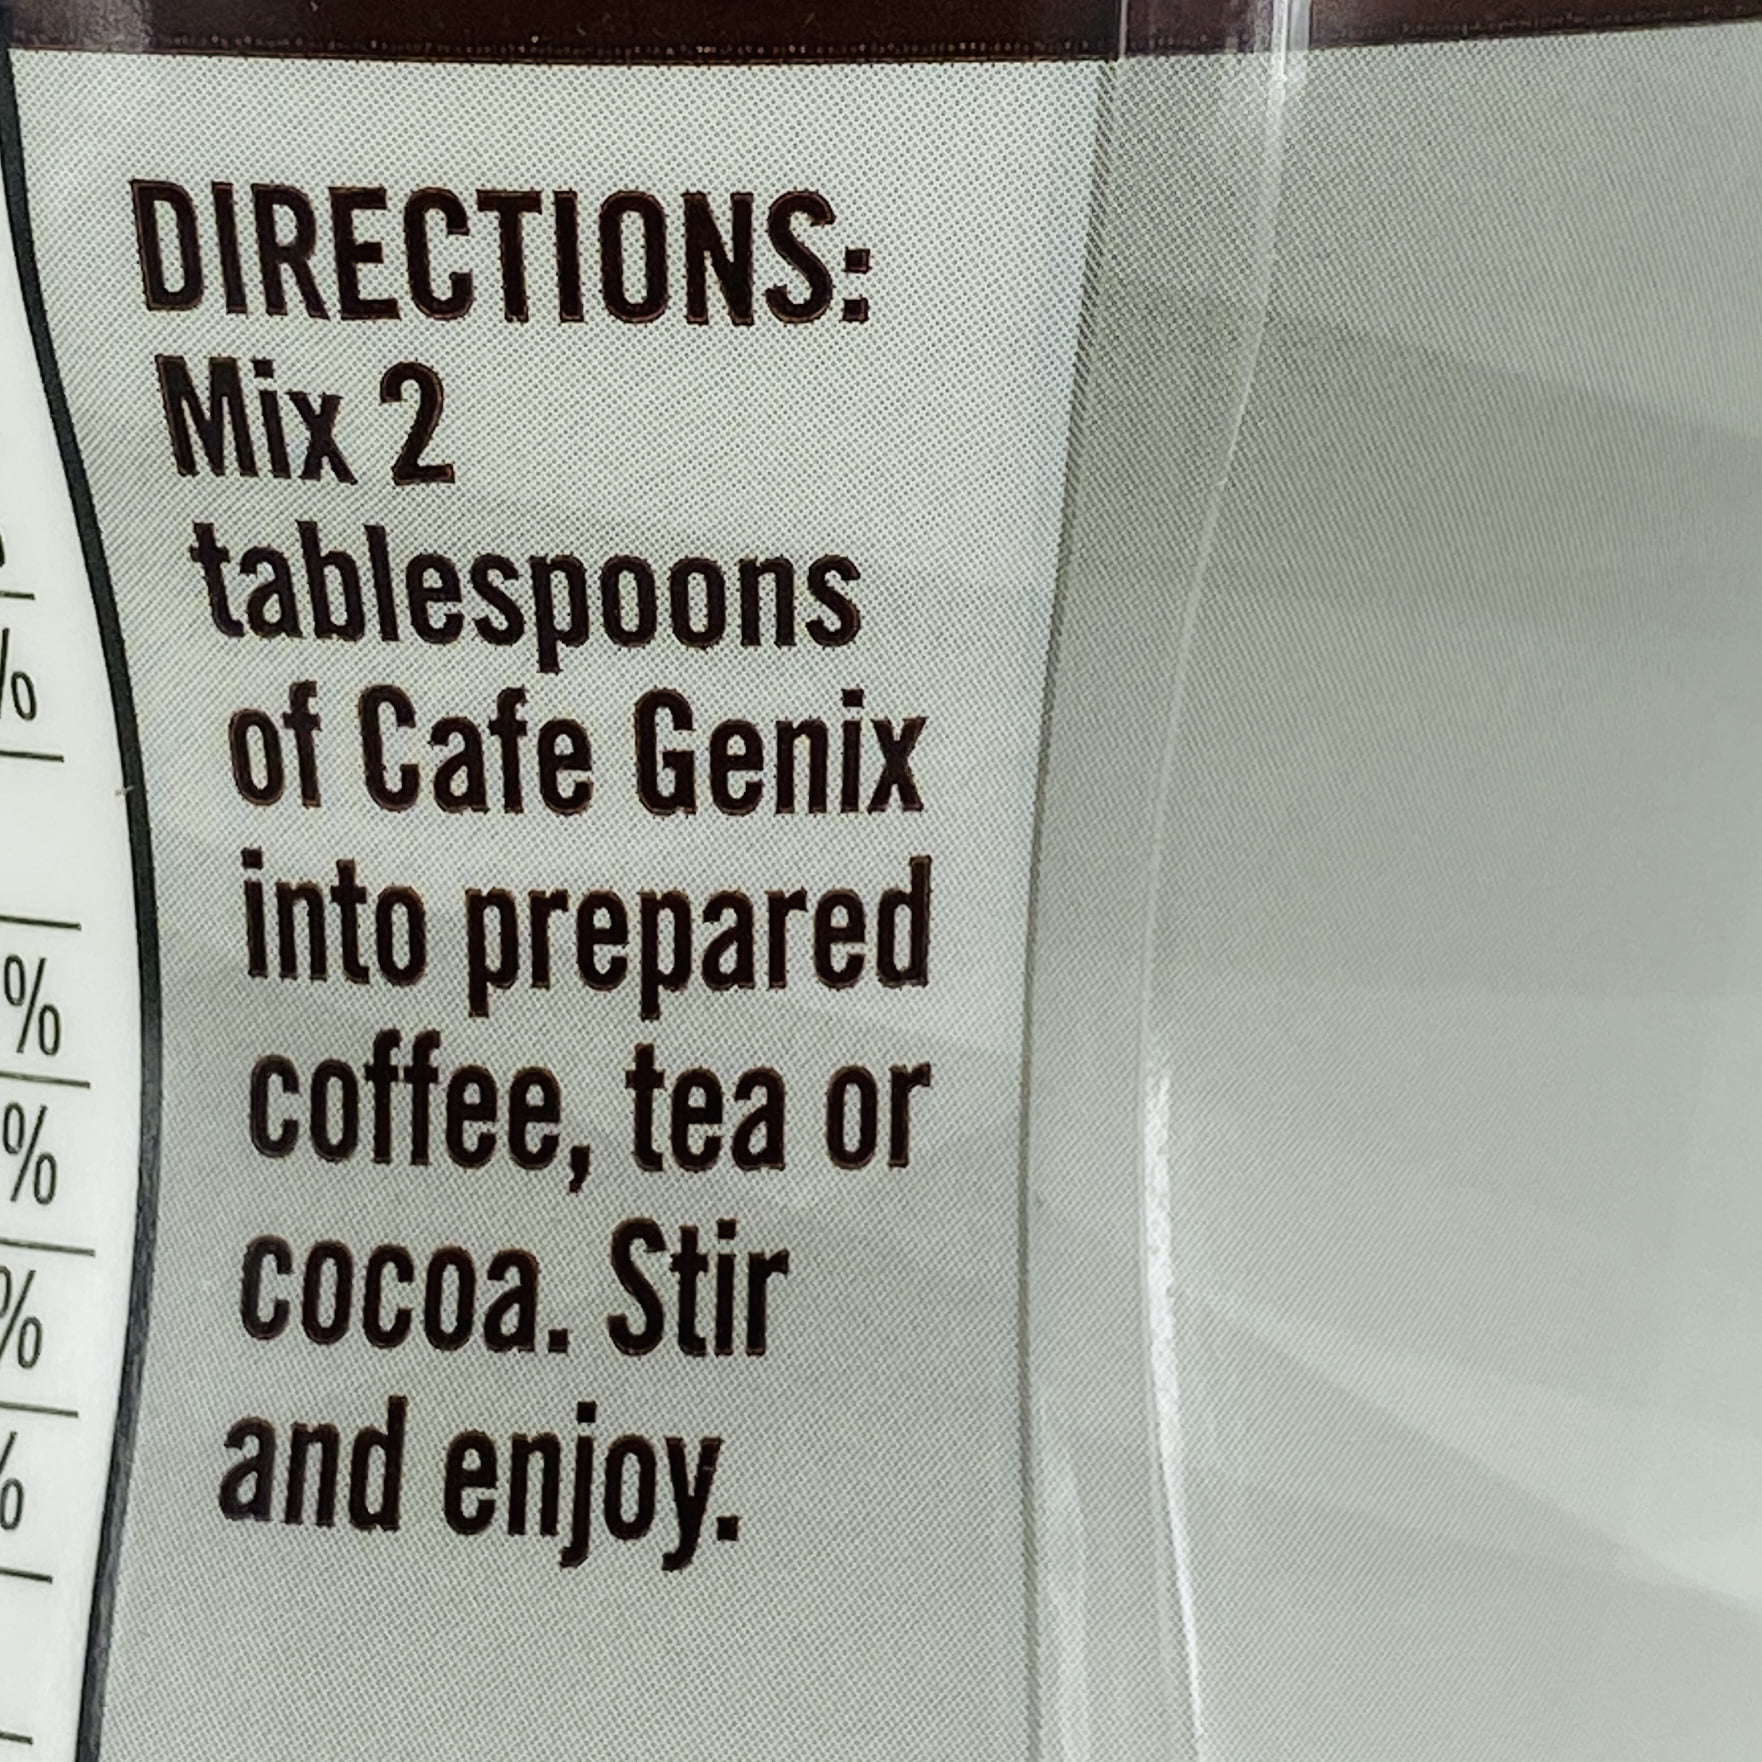 DIRECTIONS:
Mix 2
tablespoons
of Cafe Genix
into prepared
coffee, tea or
cocoa. Stir
and enjoy.
%
%
%
%
%